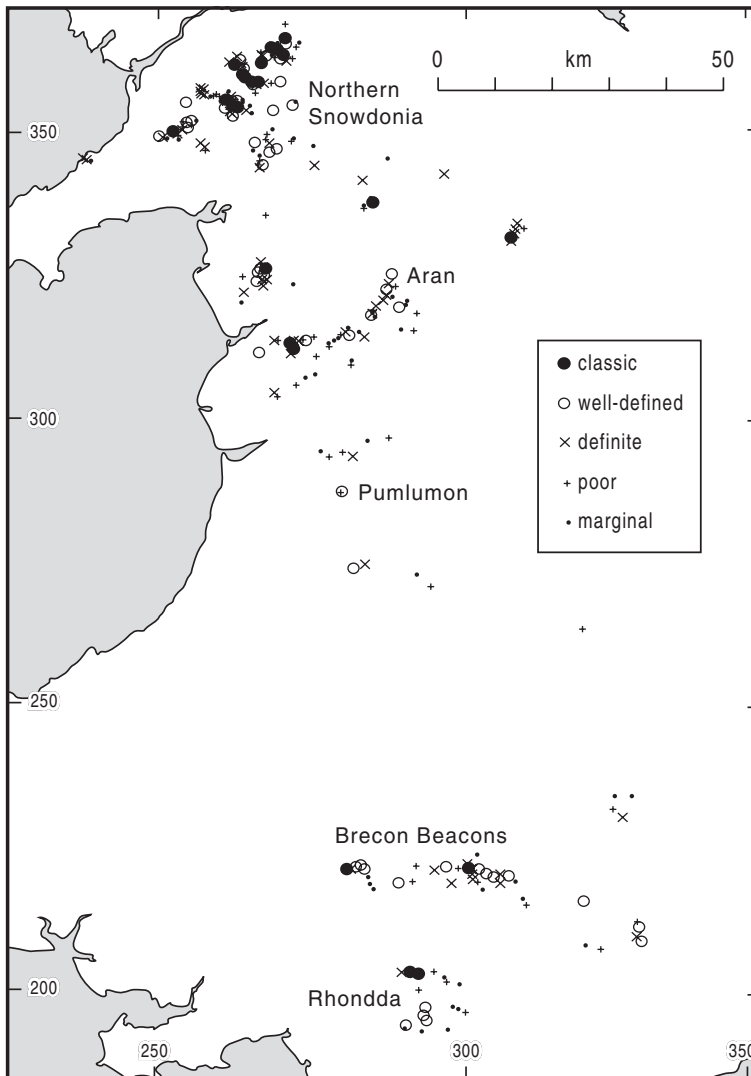 0 km 50
Northern
Snowdonia
350
Aran
classic
well-defined
definite
poor
marginal
300
Pumlumon
250
Brecon Beacons
200
Rhondda
250 300 350